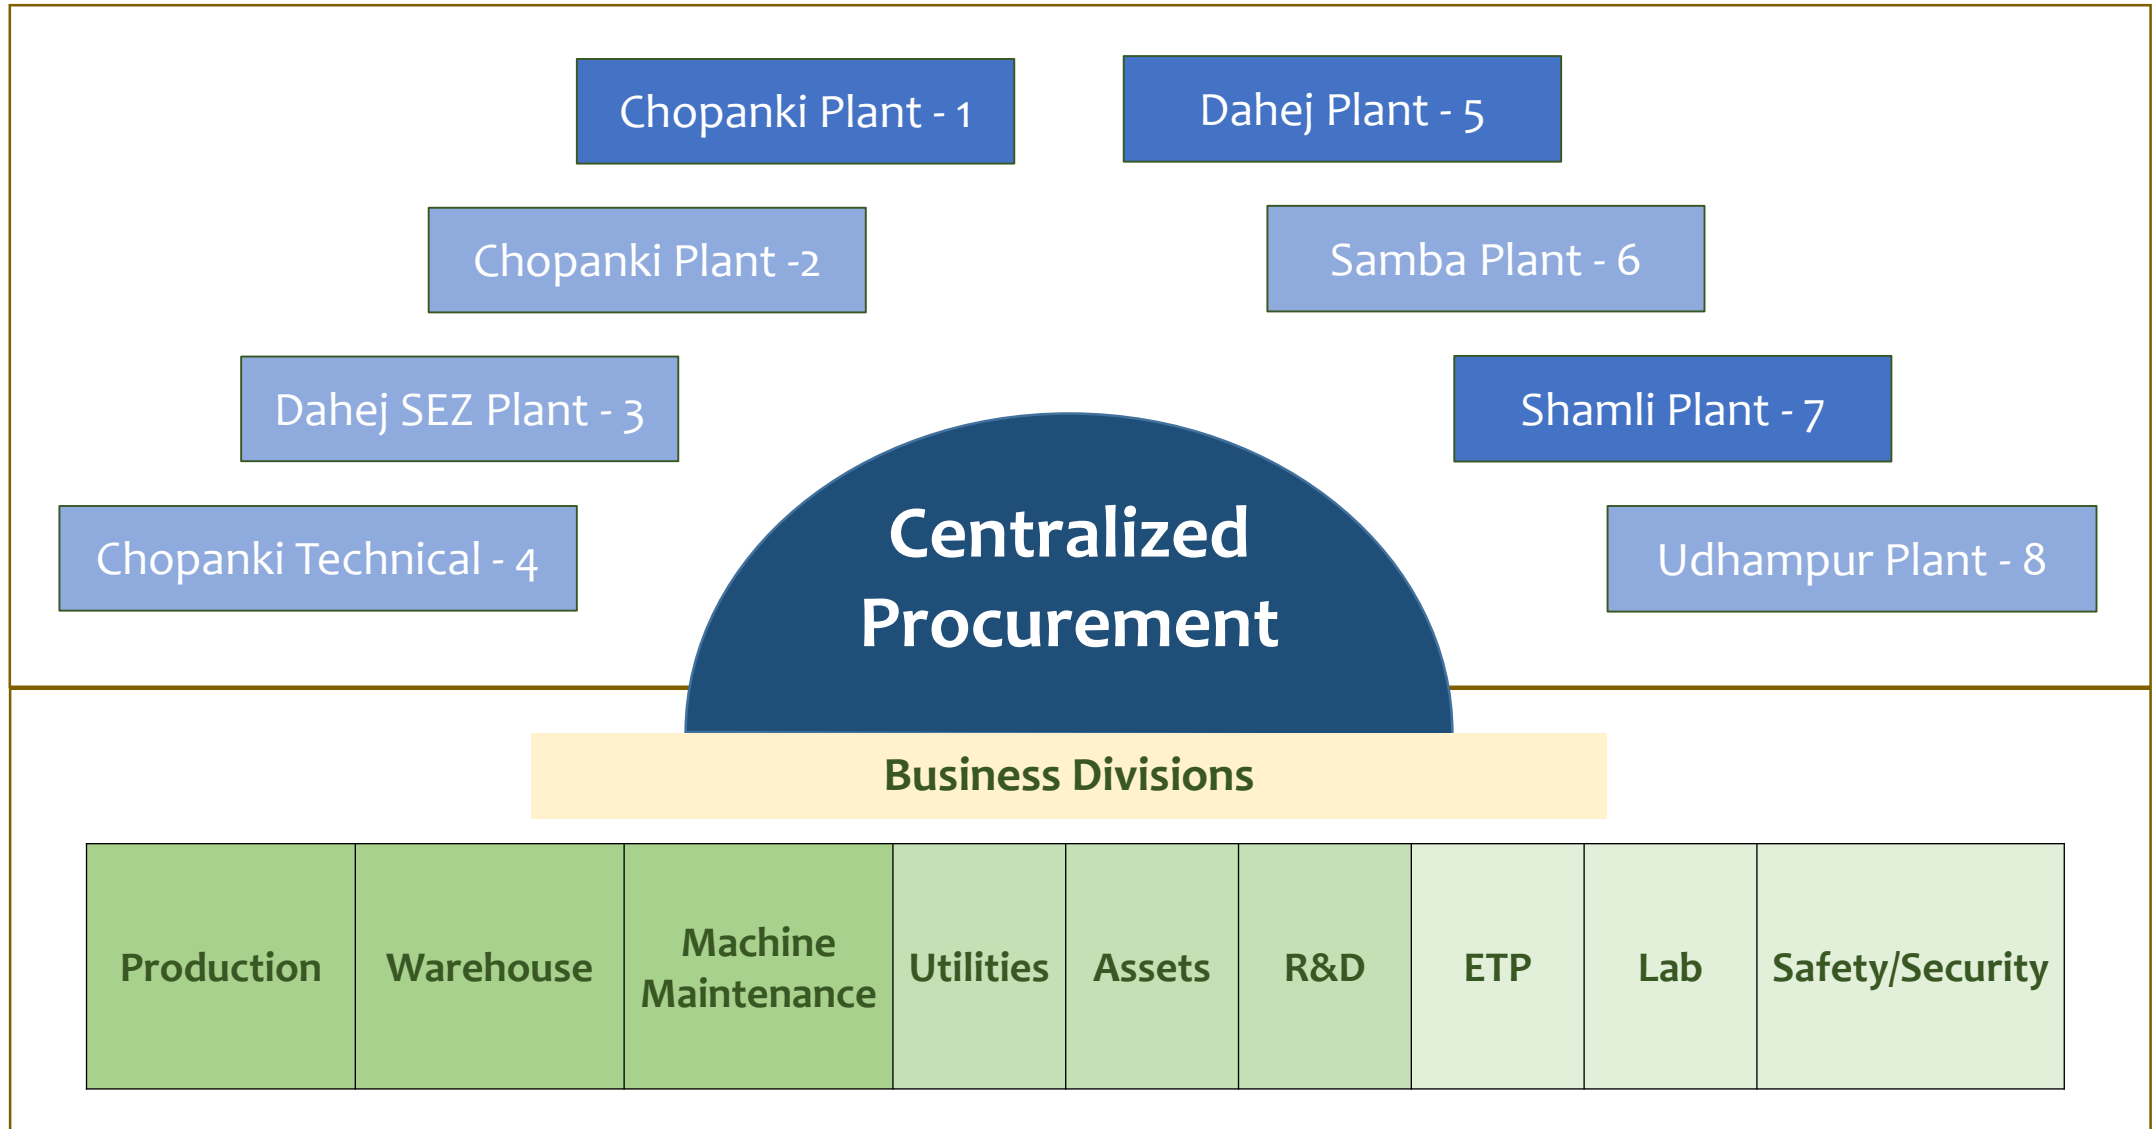 Chopanki Plant - 1
Dahej Plant - 5
Chopanki Plant -2
Samba Plant - 6
Dahej SEZ Plant - 3
Shamli Plant - 7
Chopanki Technical - 4
Udhampur Plant - 8
Centralized
Procurement
Business Divisions
Production
Warehouse
Machine
Maintenance
Utilities
Assets
R&D
ETP
Lab
Safety/Security